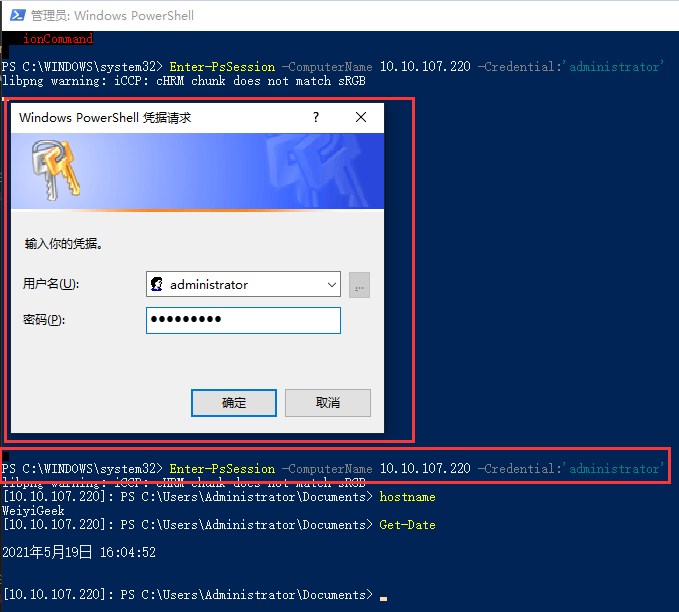 管理员: Windows PowerShell
ionCommand
PS C:\WINDOWS\system32> Enter-PsSession -ComputerName 10.10.107.220 -Credential:'administrator'
libpng warning: iCCP: cHRM chunk does not match sRGB
Windows PowerShell 凭据请求
?
输入你的凭据。
用户名(U):
administrator
...
密码(P):
●●●●●●●●●
确定
取消
PS C:\WINDOWS\system32> Enter-PsSession -ComputerName 10.10.107.220 -Credential:'administrator'
libpng warning: iCCP: cHRM chunk does not match sRGB
[10.10.107.220]: PS C:\Users\Administrator\Documents> hostname
WeiyiGeek
[10.10.107.220]: PS C:\Users\Administrator\Documents> Get-Date
2021年5月19日 16:04:52
[10.10.107.220]: PS C:\Users\Administrator\Documents>